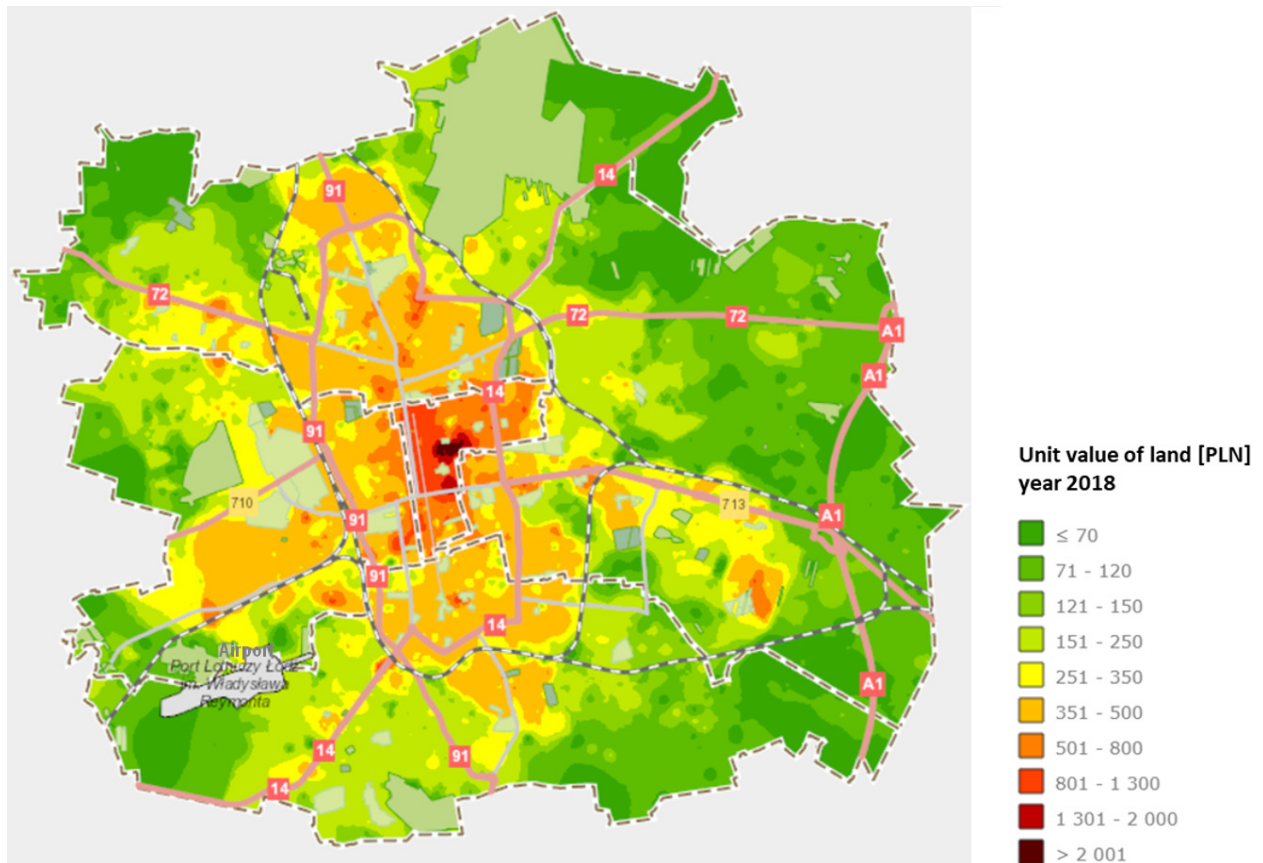 91
14
72
72
72
A1
A1
14
91
710
713
91
A1
91
14
Airport
Port Lotniczy Łódź
im. Władysława
Reymonta
A1
14
91
14
Unit value of land [PLN]
year 2018
≤ 70
71 - 120
121 - 150
151 - 250
251 - 350
351 - 500
501 - 800
801 - 1 300
1 301 - 2 000
> 2 001